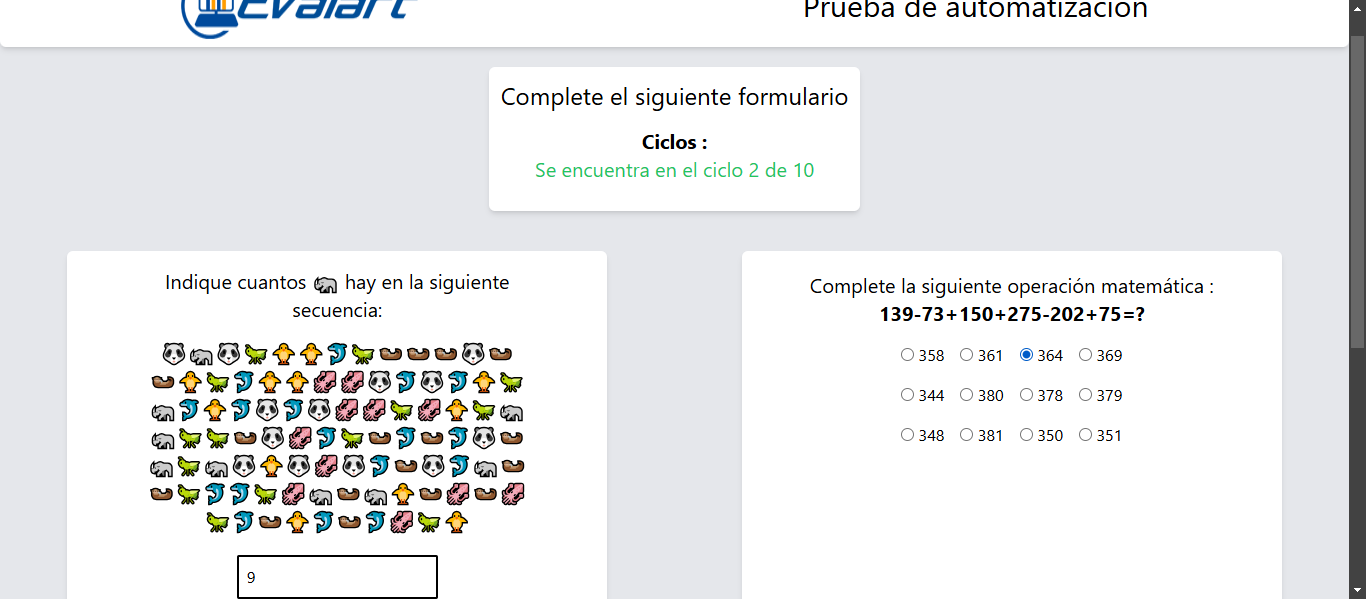 Evalart
Prueba de automatización
Complete el siguiente formulario
Ciclos :
Se encuentra en el ciclo 2 de 10
Indique cuantos 🐘 hay en la siguiente
secuencia:
9
Complete la siguiente operación matemática :
139-73+150+275-202+75=?
358 361 364 369
344 380 378 379
348 381 350 351